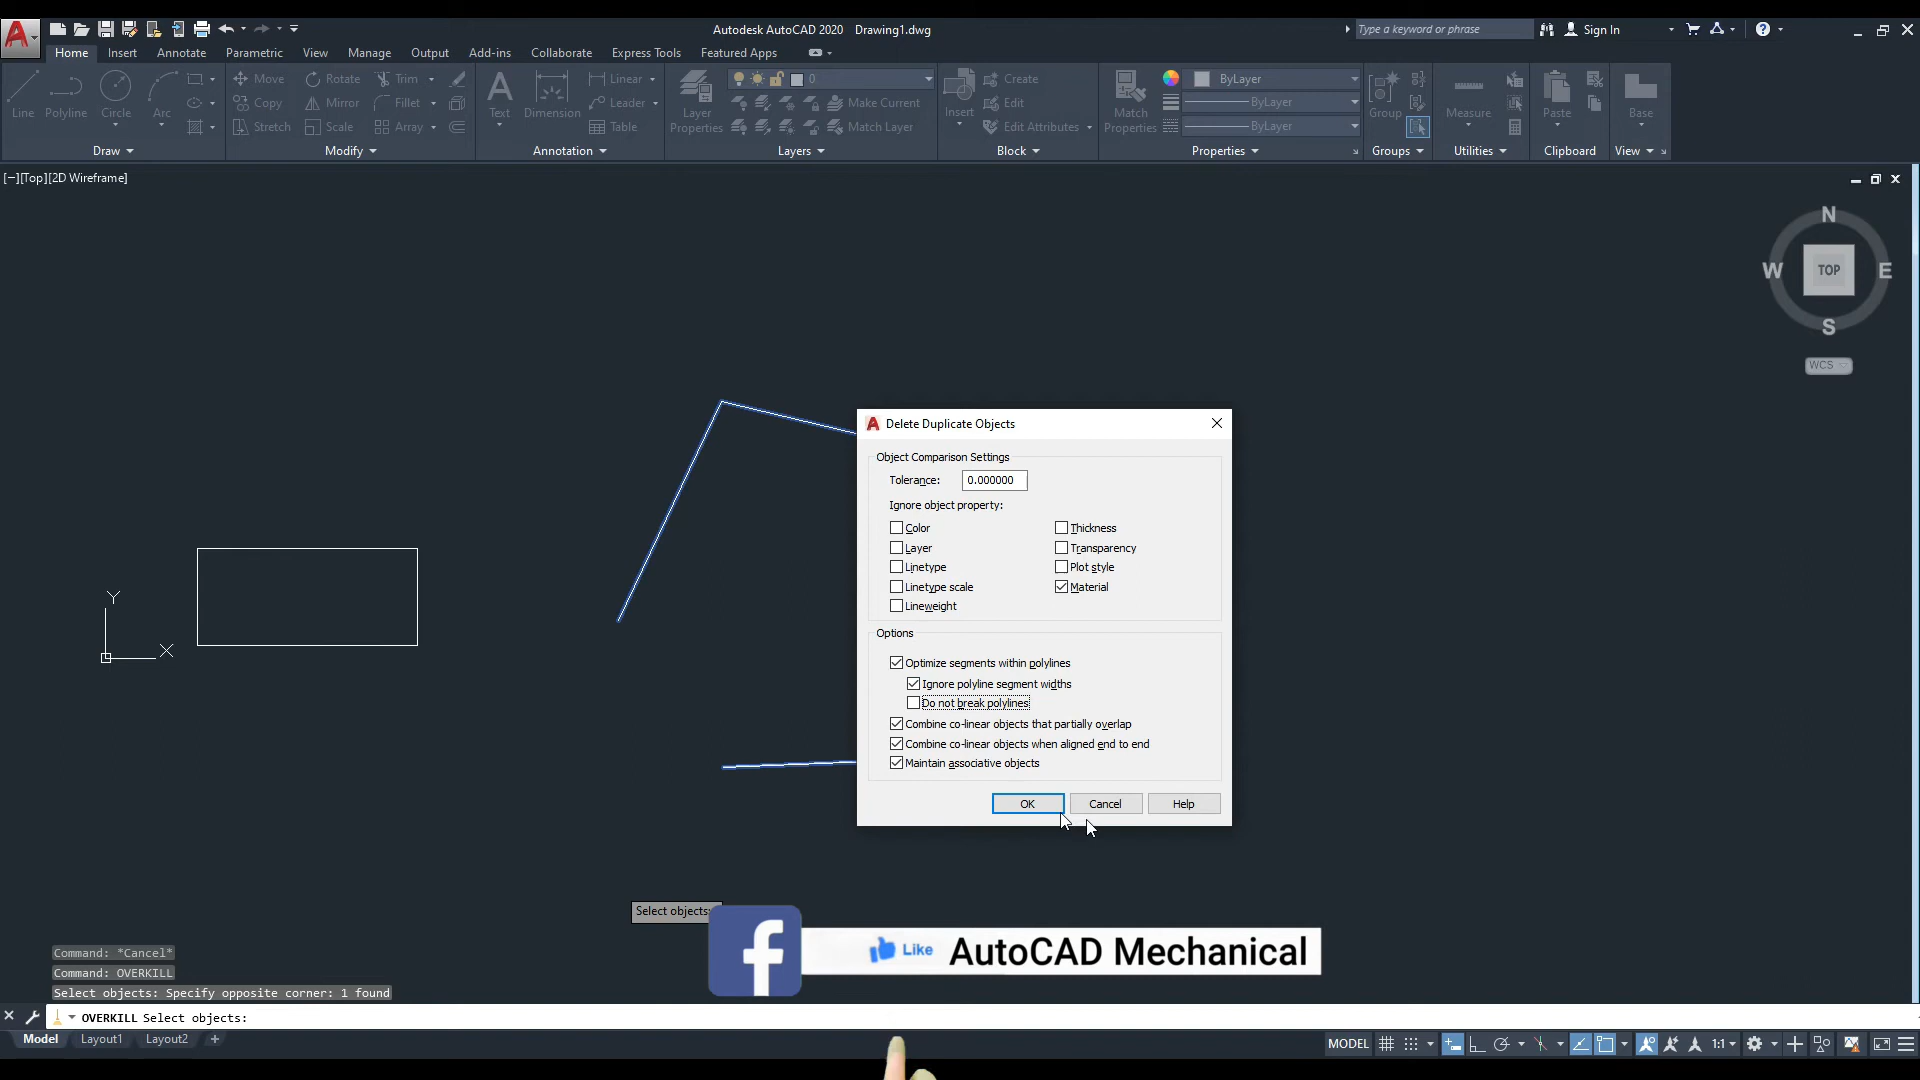 Autodesk AutoCAD 2020 Drawing1.dwg
Type a keyword or phrase
Sign In
Home Insert Annotate Parametric View Manage Output Add-ins Collaborate Express Tools Featured Apps
Line Polyline Circle Arc
Move Rotate Trim
Copy Mirror Fillet
Stretch Scale Array
Text Dimension
Linear
Leader
Table
Layer Properties
0
Make Current
Match Layer
Insert
Create
Edit
Edit Attributes
Match Properties
ByLayer
ByLayer
ByLayer
Group
Measure
Paste
Base
Draw Modify Annotation Layers Block Properties Groups Utilities Clipboard View
[−][Top][2D Wireframe]
N
W TOP E
S
WCS
Y
X
Delete Duplicate Objects
Object Comparison Settings
Tolerance: 0.000000
Ignore object property:
Color Thickness
Layer Transparency
Linetype Plot style
Linetype scale Material
Lineweight
Options
Optimize segments within polylines
Ignore polyline segment widths
Do not break polylines
Combine co-linear objects that partially overlap
Combine co-linear objects when aligned end to end
Maintain associative objects
OK Cancel Help
Select objects:
f Like AutoCAD Mechanical
Command: *Cancel*
Command: OVERKILL
Select objects: Specify opposite corner: 1 found
OVERKILL Select objects:
Model Layout1 Layout2 +
MODEL 1:1